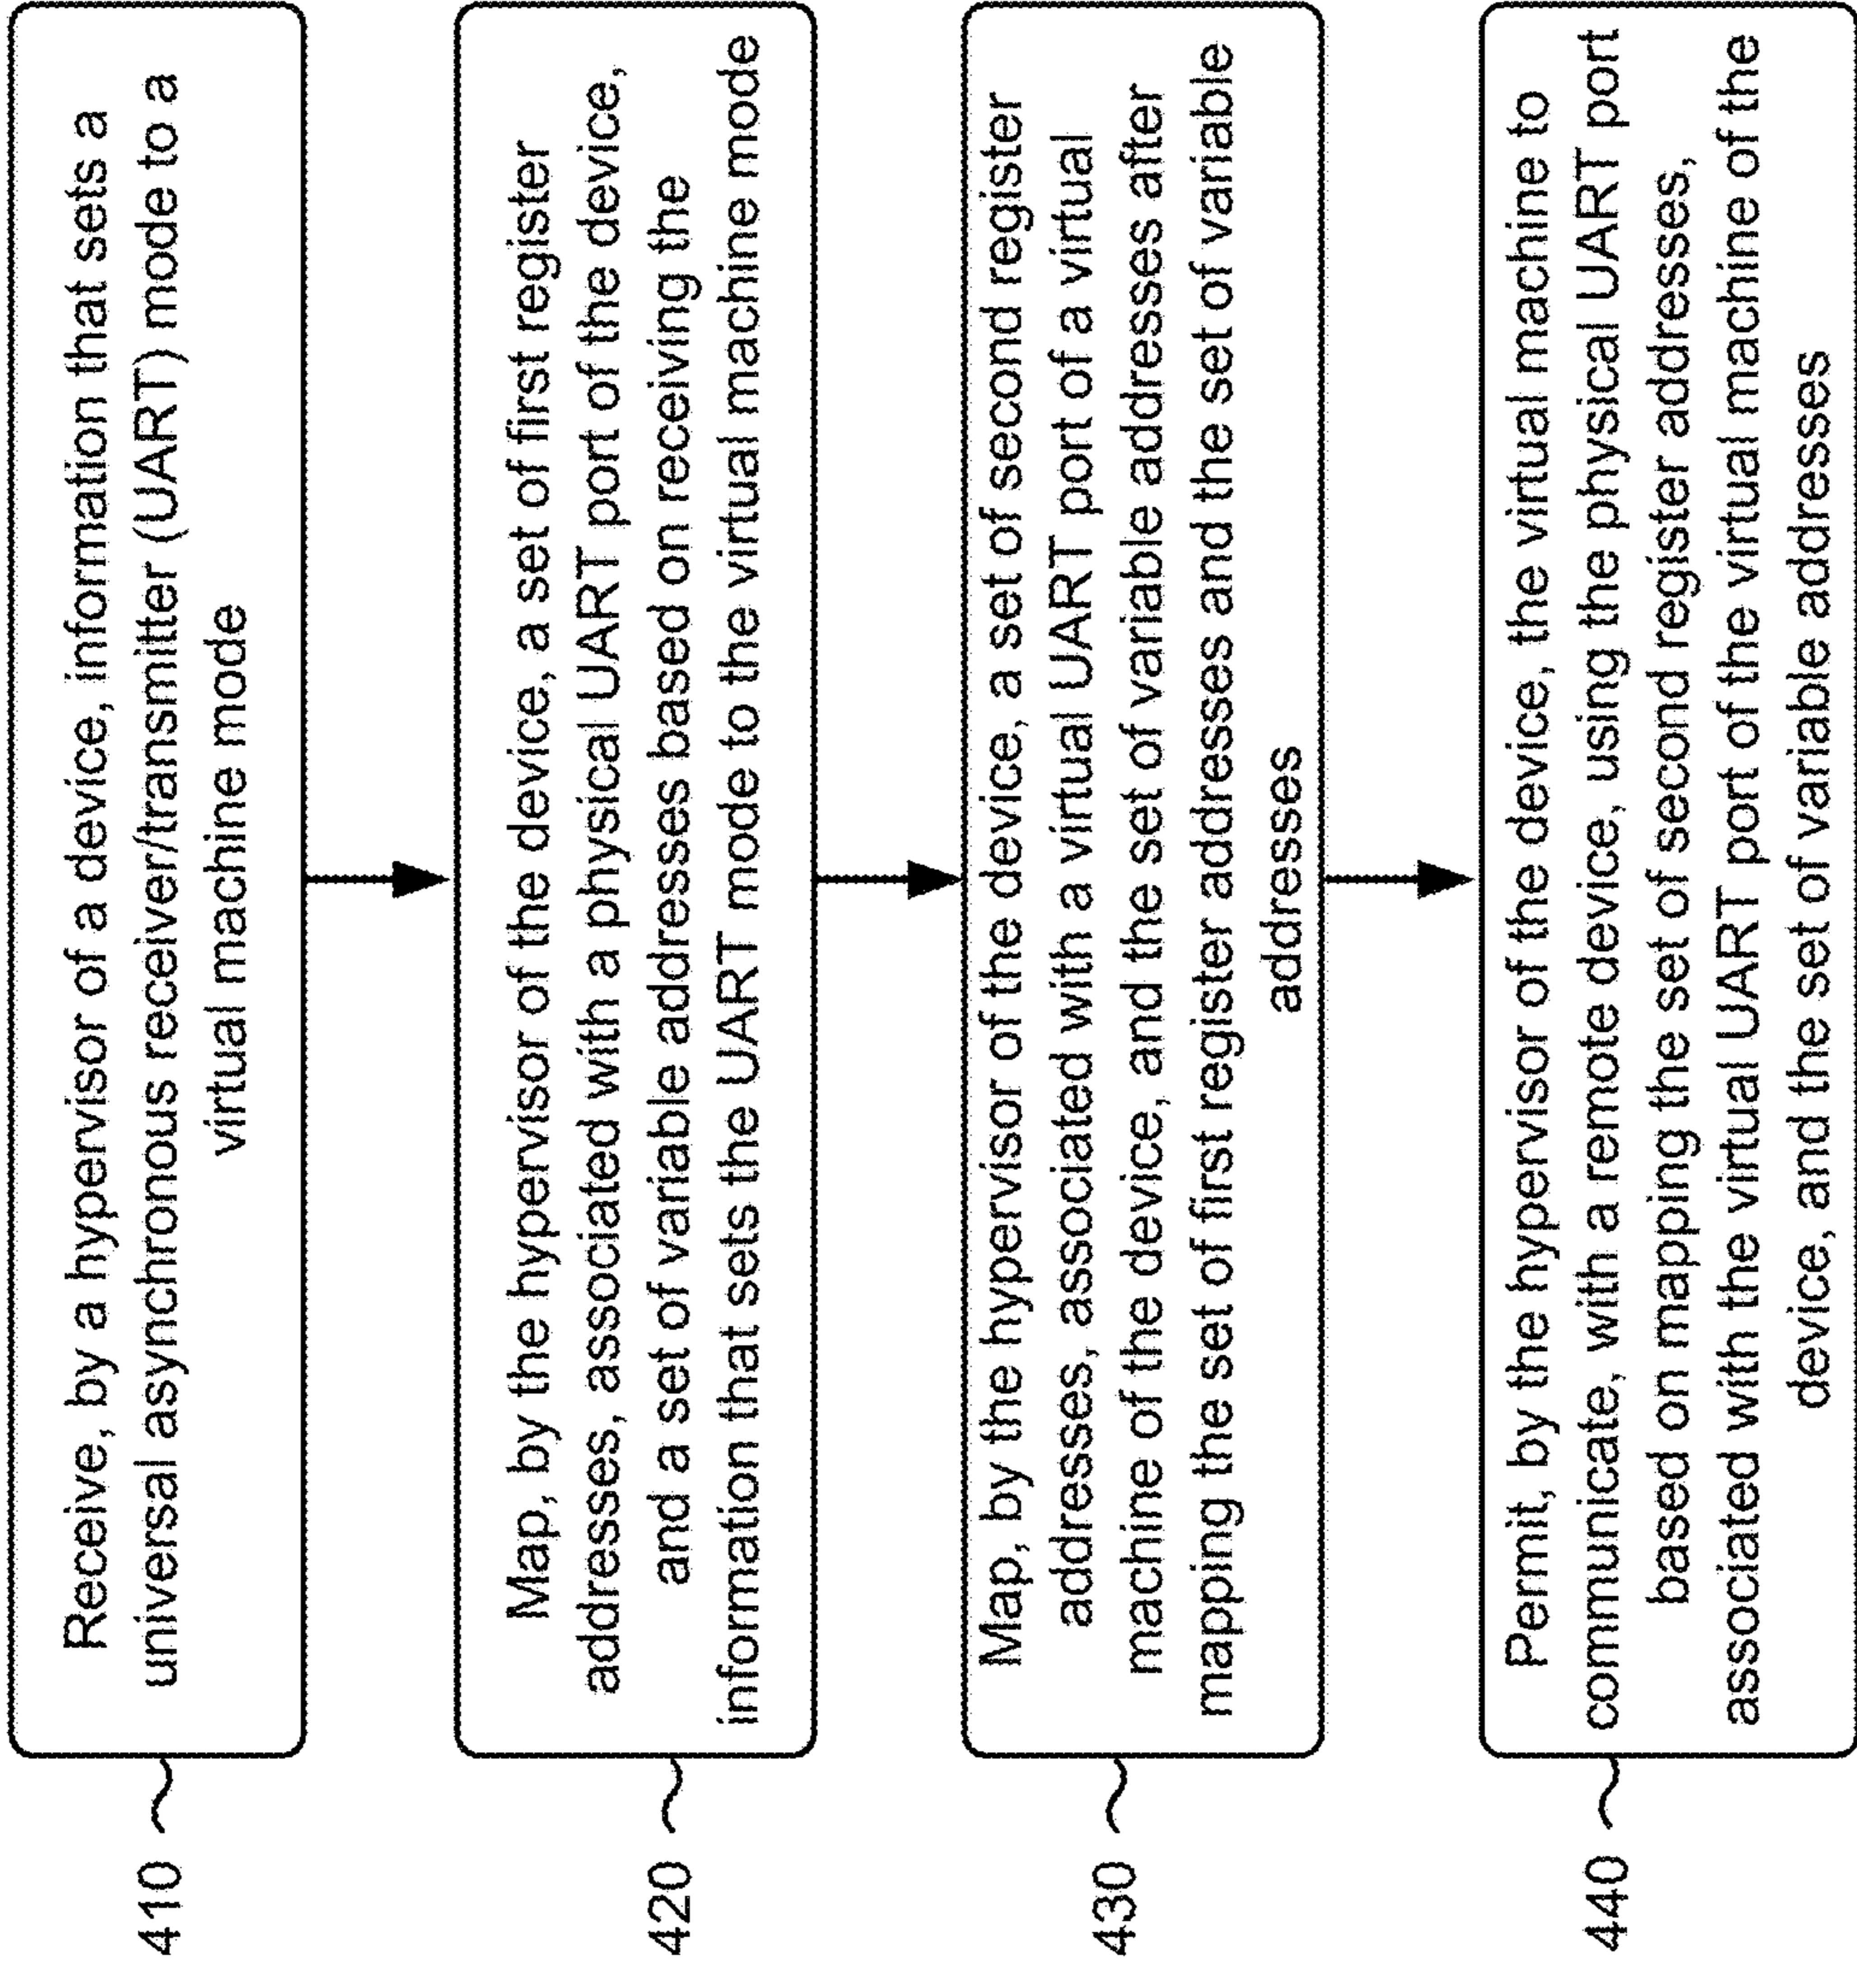 410
Receive, by a hypervisor of a device, information that sets a
universal asynchronous receiver/transmitter (UART) mode to a
virtual machine mode
420
Map, by the hypervisor of the device, a set of first register
addresses, associated with a physical UART port of the device,
and a set of variable addresses based on receiving the
information that sets the UART mode to the virtual machine mode
430
Map, by the hypervisor of the device, a set of second register
addresses, associated with a virtual UART port of a virtual
machine of the device, and the set of variable addresses after
mapping the set of first register addresses and the set of variable
addresses
440
Permit, by the hypervisor of the device, the virtual machine to
communicate, with a remote device, using the physical UART port
based on mapping the set of second register addresses,
associated with the virtual UART port of the virtual machine of the
device, and the set of variable addresses